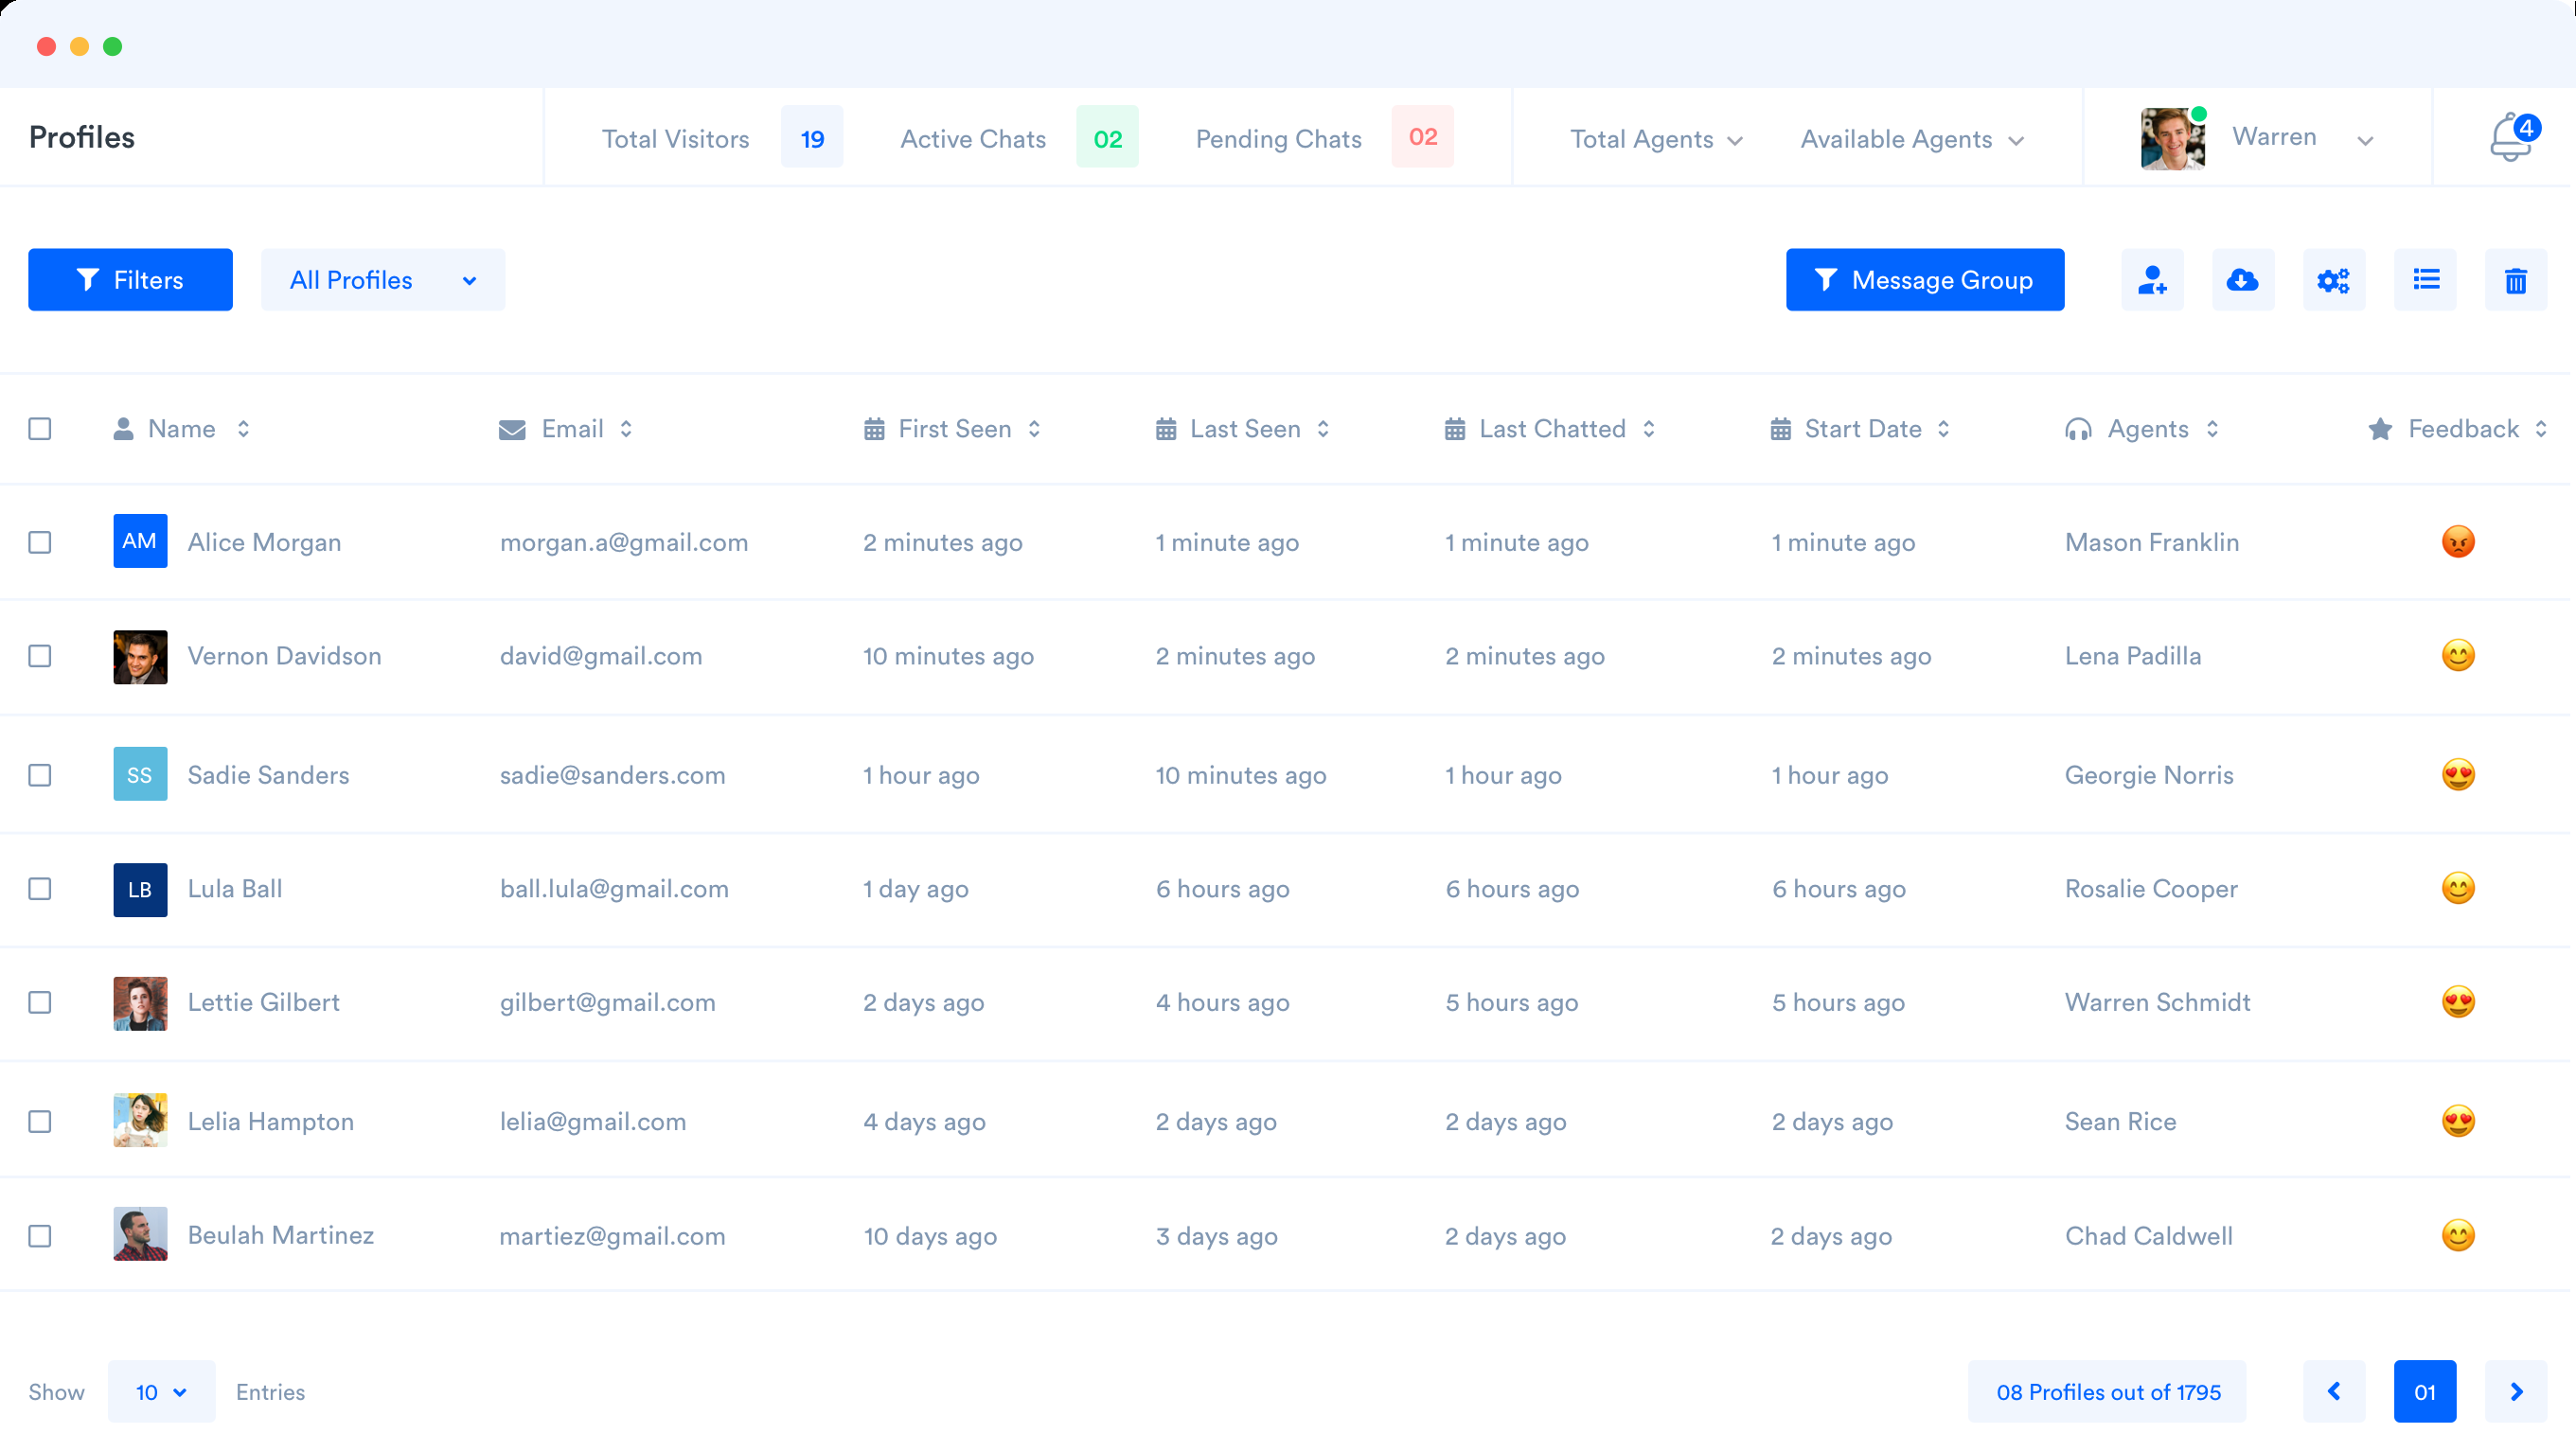 Profiles Total Visitors 19 Active Chats 02 Pending Chats 02 Total Agents Available Agents Warren 4
Filters All Profiles Message Group
Name Email First Seen Last Seen Last Chatted Start Date Agents Feedback
AM Alice Morgan morgan.a@gmail.com 2 minutes ago 1 minute ago 1 minute ago 1 minute ago Mason Franklin
Vernon Davidson david@gmail.com 10 minutes ago 2 minutes ago 2 minutes ago 2 minutes ago Lena Padilla
SS Sadie Sanders sadie@sanders.com 1 hour ago 10 minutes ago 1 hour ago 1 hour ago Georgie Norris
LB Lula Ball ball.lula@gmail.com 1 day ago 6 hours ago 6 hours ago 6 hours ago Rosalie Cooper
Lettie Gilbert gilbert@gmail.com 2 days ago 4 hours ago 5 hours ago 5 hours ago Warren Schmidt
Lelia Hampton lelia@gmail.com 4 days ago 2 days ago 2 days ago 2 days ago Sean Rice
Beulah Martinez martiez@gmail.com 10 days ago 3 days ago 2 days ago 2 days ago Chad Caldwell
Show 10 Entries 08 Profiles out of 1795 01